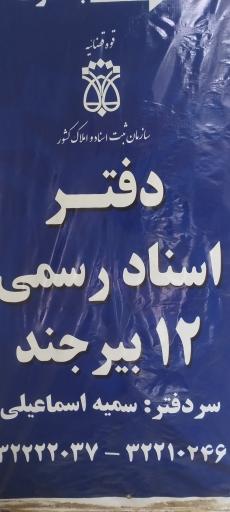 قوه قضائیه
سازمان ثبت اسناد و املاک کشور
دفتر
اسناد رسمی
۱۲ بیرجند
سردفتر: سمیه اسماعیلی
۳۲۲۲۲۰۳۷ - ۳۲۲۱۰۲۴۶